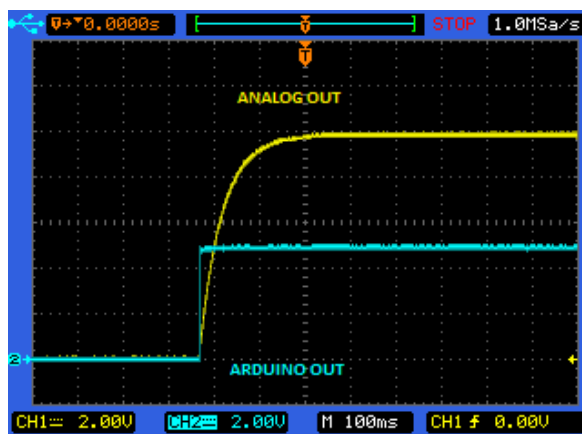 T→▼0.0000s [ T ] STOP 1.0MSa/s
T
ANALOG OUT
2
ARDUINO OUT
CH1 2.00V CH2 2.00V M 100ms CH1 0.00V